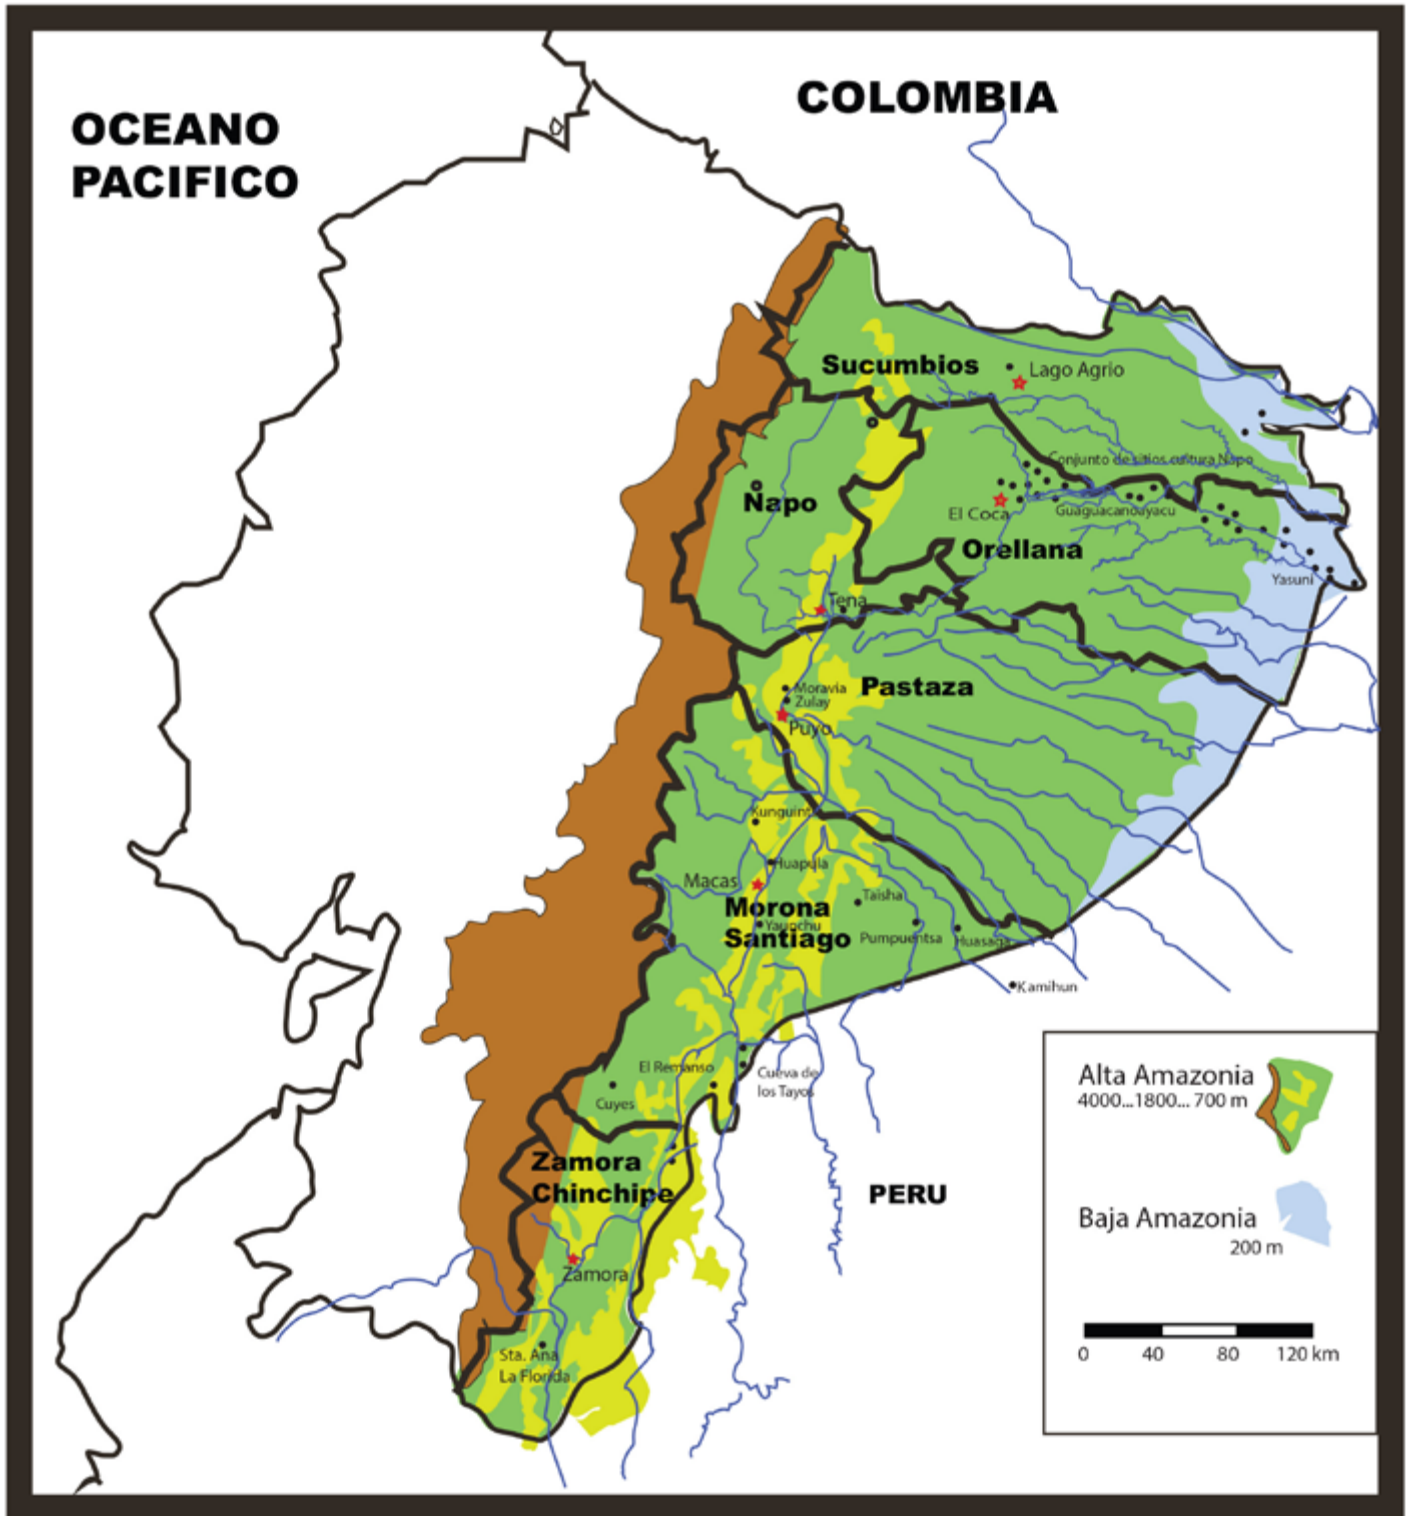 OCEANO
PACIFICO
COLOMBIA
Sucumbios
Lago Agrio
Conjunto de sitios cultura Napo
Napo
El Coca
Guaguacanoayacu
Orellana
Yasuni
Tena
Moravia
Zulay
Pastaza
Puyo
Kunguints
Huapula
Macas
Taisha
Morona
Santiago
Yaunchu
Pumpuentsa
Huasaga
Kamihun
El Remanso
Cueva de
los Tayos
Cuyes
Zamora
Chinchipe
PERU
Zamora
Sta. Ana
La Florida
Alta Amazonia
4000...1800... 700 m
Baja Amazonia
200 m
0 40 80 120 km